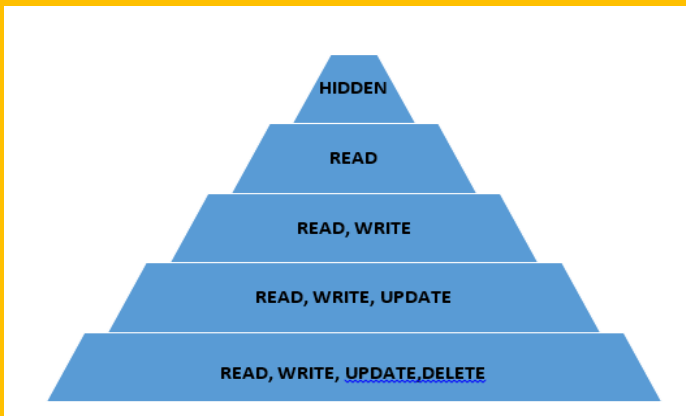 HIDDEN
READ
READ, WRITE
READ, WRITE, UPDATE
READ, WRITE, UPDATE,DELETE